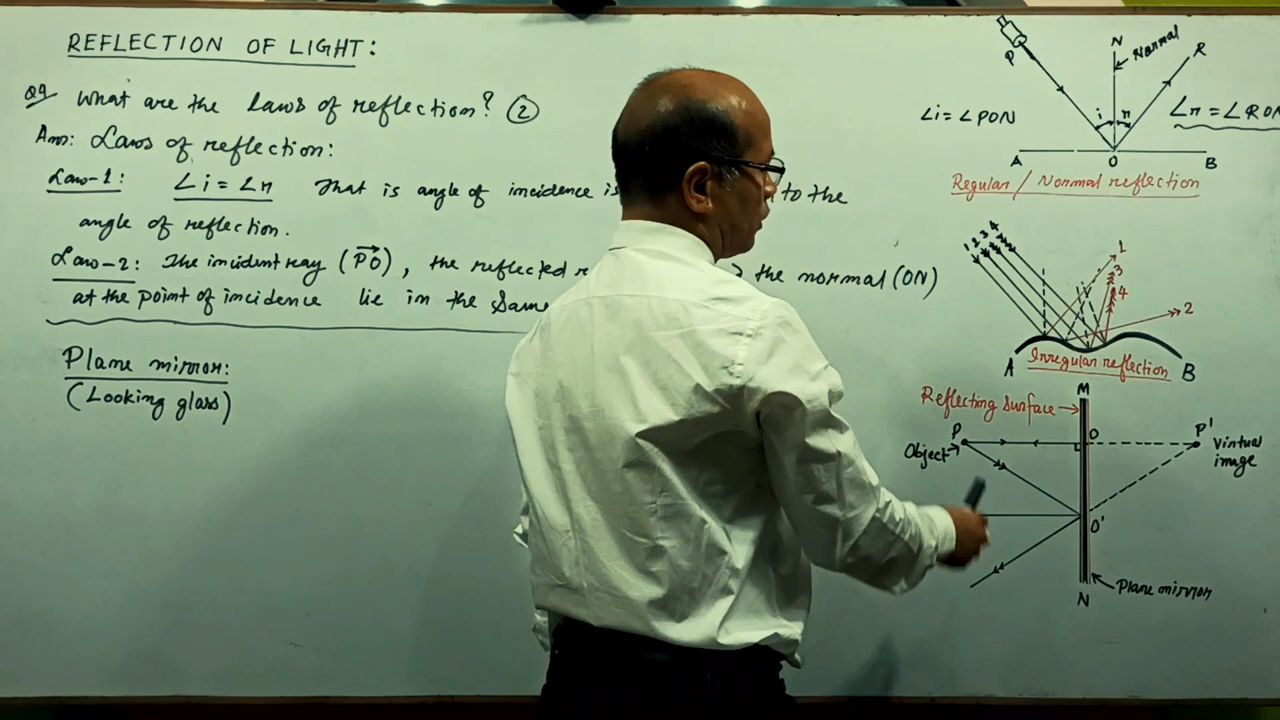 REFLECTION OF LIGHT:
Q9 What are the Laws of reflection? ②
Ans: Laws of reflection:
Law-1: ∠i = ∠r That is angle of incidence is to the
angle of reflection.
Law-2: The incident ray (PO), the reflected the normal (ON)
at the point of incidence lie in the Same
Plane mirror:
(Looking glass)
P
N
Normal
R
∠i = ∠PON
i
r
∠r = ∠RON
A
O
B
Regular / Normal reflection
1 2 3 4
1
3
4
2
A
Irregular reflection
B
M
Reflecting Surface
P
O
P'
Object
Virtual
image
O'
Plane mirror
N